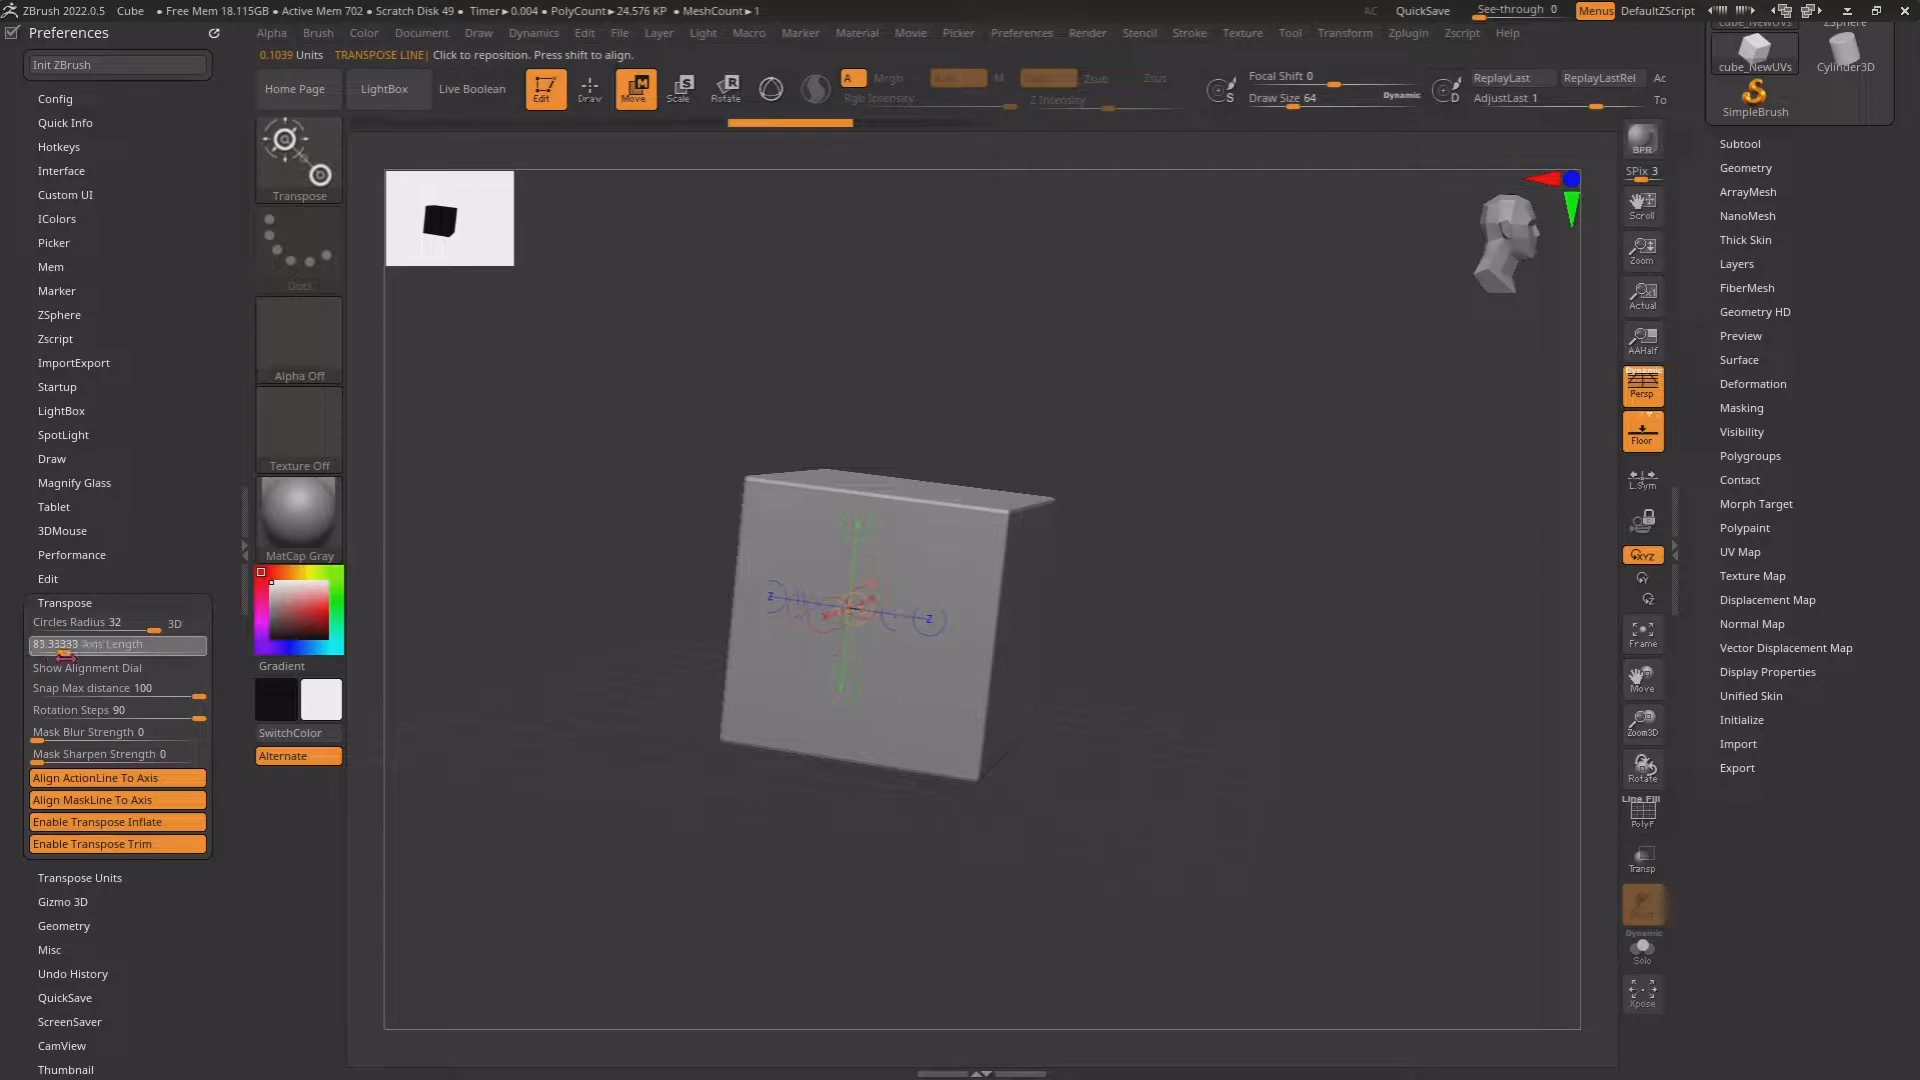 ZBrush 2022.0.5 Cube • Free Mem 18.115GB • Active Mem 702 • Scratch Disk 49 • Timer▸0.004 • PolyCount▸24.576 KP • MeshCount▸1 AC QuickSave See-through 0 Menus DefaultZScript
Preferences
Alpha Brush Color Document Draw Dynamics Edit File Layer Light Macro Marker Material Movie Picker Preferences Render Stencil Stroke Texture Tool Transform Zplugin Zscript Help
0.1039 Units TRANSPOSE LINE| Click to reposition. Press shift to align.
Home Page LightBox Live Boolean Edit Draw Move Scale Rotate
A Mrgb M Zsub
Rgb Intensity Z Intensity
S Focal Shift 0
Draw Size 64 Dynamic
D ReplayLast ReplayLastRel Ac
AdjustLast 1 To
Init ZBrush
Config
Quick Info
Hotkeys
Interface
Custom UI
IColors
Picker
Mem
Marker
ZSphere
Zscript
ImportExport
Startup
LightBox
SpotLight
Draw
Magnify Glass
Tablet
3DMouse
Performance
Edit
Transpose
Circles Radius 32 3D
83.33333 Axis Length
Show Alignment Dial
Snap Max distance 100
Rotation Steps 90
Mask Blur Strength 0
Mask Sharpen Strength 0
Align ActionLine To Axis
Align MaskLine To Axis
Enable Transpose Inflate
Enable Transpose Trim
Transpose Units
Gizmo 3D
Geometry
Misc
Undo History
QuickSave
ScreenSaver
CamView
Thumbnail
Transpose
Dots
Alpha Off
Texture Off
MatCap Gray
Gradient
SwitchColor
Alternate
z
z
BPR
SPix 3
Scroll
Zoom
Actual
AAHalf
Dynamic
Persp
Floor
L.Sym
XYZ
Frame
Move
Zoom3D
Rotate
Line Fill
PolyF
Transp
Dynamic
Solo
Xpose
cube_NewUVs ZSphere
cube_NewUVs Cylinder3D
SimpleBrush
Subtool
Geometry
ArrayMesh
NanoMesh
Thick Skin
Layers
FiberMesh
Geometry HD
Preview
Surface
Deformation
Masking
Visibility
Polygroups
Contact
Morph Target
Polypaint
UV Map
Texture Map
Displacement Map
Normal Map
Vector Displacement Map
Display Properties
Unified Skin
Initialize
Import
Export